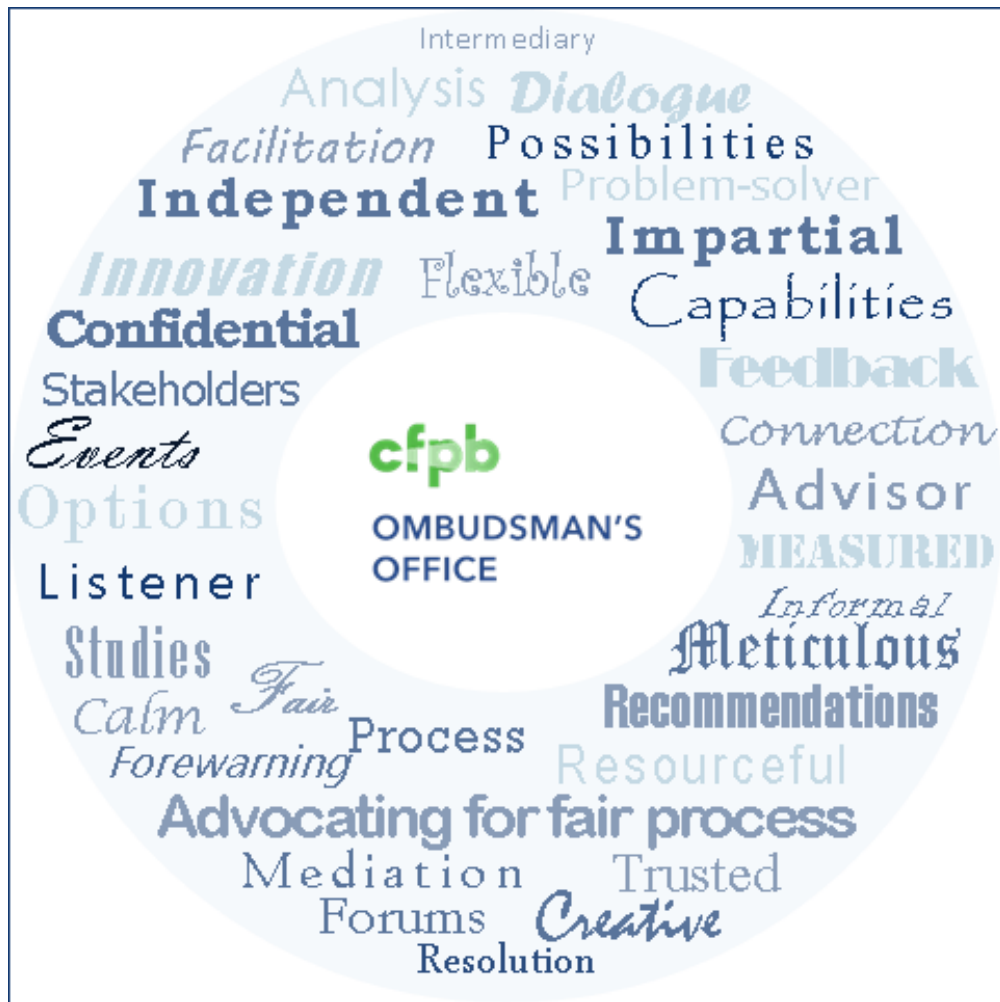 Intermediary
Analysis Dialogue
Facilitation Possibilities
Independent Problem-solver
Impartial
Innovation Flexible
Capabilities
Confidential
Feedback
Stakeholders
Connection
Events
cfpb
Advisor
Options
OMBUDSMAN'S
OFFICE
MEASURED
Listener
Informal
Studies
Meticulous
Fair
Calm
Recommendations
Process
Forewarning
Resourceful
Advocating for fair process
Mediation Trusted
Forums Creative
Resolution